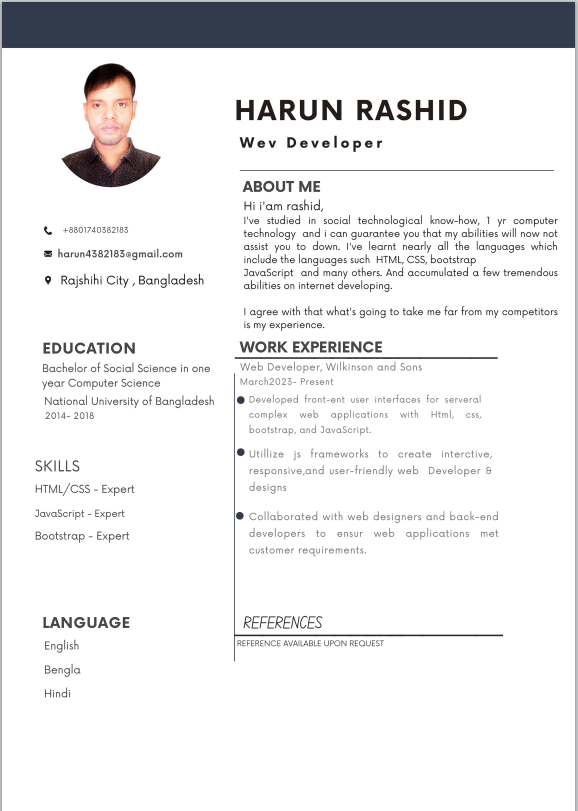 HARUN RASHID
Wev Developer
+8801740382183
harun4382183@gmail.com
Rajshihi City , Bangladesh
EDUCATION
Bachelor of Social Science in one
year Computer Science
National University of Bangladesh
2014- 2018
SKILLS
HTML/CSS - Expert
JavaScript - Expert
Bootstrap - Expert
LANGUAGE
English
Bengla
Hindi
ABOUT ME
Hi i'am rashid,
I've studied in social technological know-how, 1 yr computer
technology and i can guarantee you that my abilities will now not
assist you to down. I've learnt nearly all the languages which
include the languages such HTML, CSS, bootstrap
JavaScript and many others. And accumulated a few tremendous
abilities on internet developing.
I agree with that what's going to take me far from my competitors
is my experience.
WORK EXPERIENCE
Web Developer, Wilkinson and Sons
March2023- Present
Developed front-ent user interfaces for serveral
complex web applications with Html, css,
bootstrap, and JavaScript.
Utillize js frameworks to create interctive,
responsive,and user-friendly web Developer &
designs
Collaborated with web designers and back-end
developers to ensur web applications met
customer requirements.
REFERENCES
REFERENCE AVAILABLE UPON REQUEST